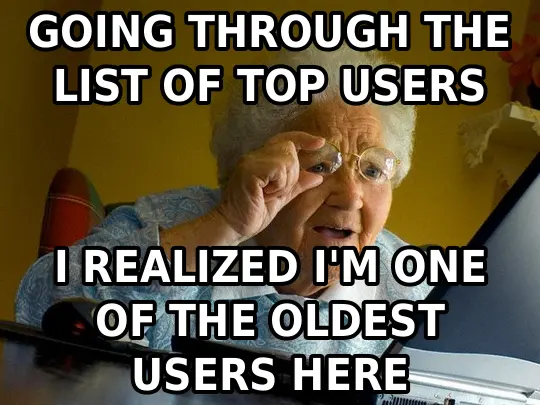 GOING THROUGH THE
LIST OF TOP USERS
I REALIZED I'M ONE
OF THE OLDEST
USERS HERE